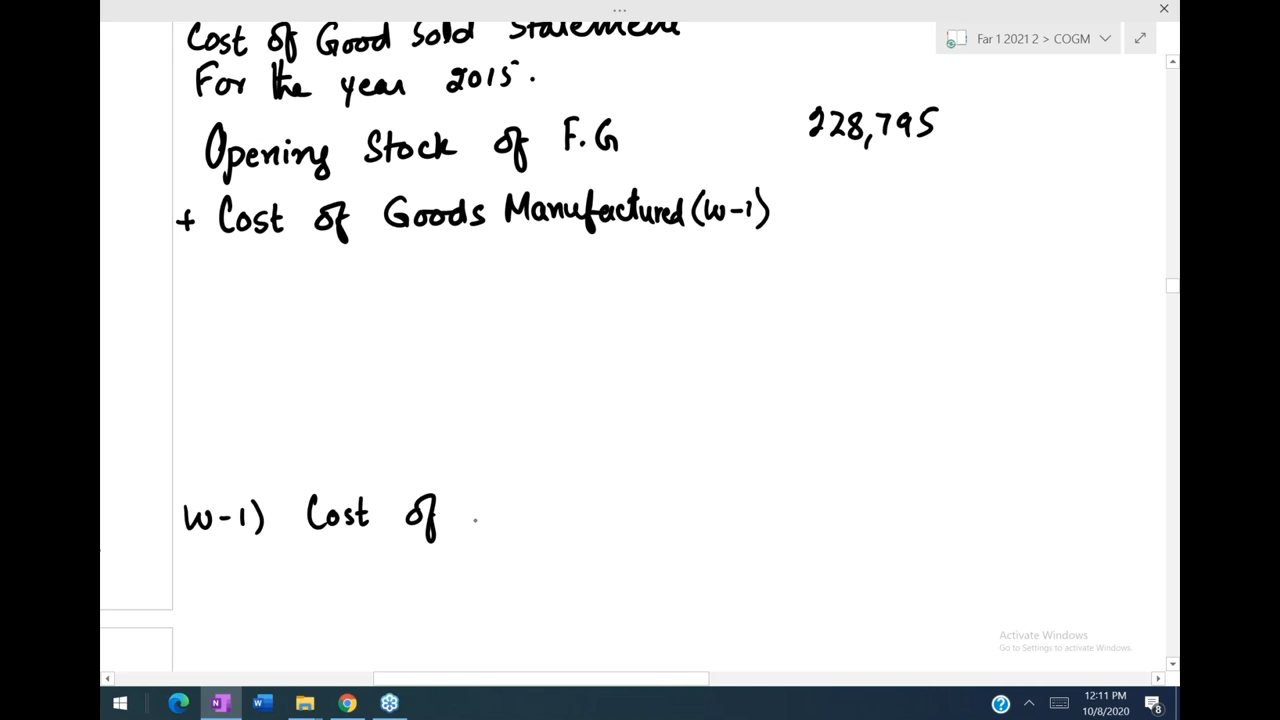 ...
Far 1 2021 2 > COGM
Cost of Good Sold Statement
For the year 2015.
Opening Stock of F.G 228,795
+ Cost of Goods Manufactured (W-1)
W-1) Cost of
Activate Windows
Go to Settings to activate Windows.
12:11 PM
10/8/2020
8